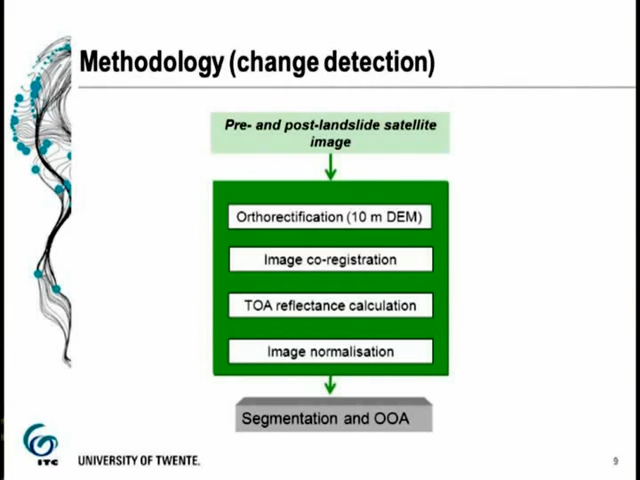 Methodology (change detection)
Pre- and post-landslide satellite
image
Orthorectification (10 m DEM)
Image co-registration
TOA reflectance calculation
Image normalisation
Segmentation and OOA
ITC
UNIVERSITY OF TWENTE.
9